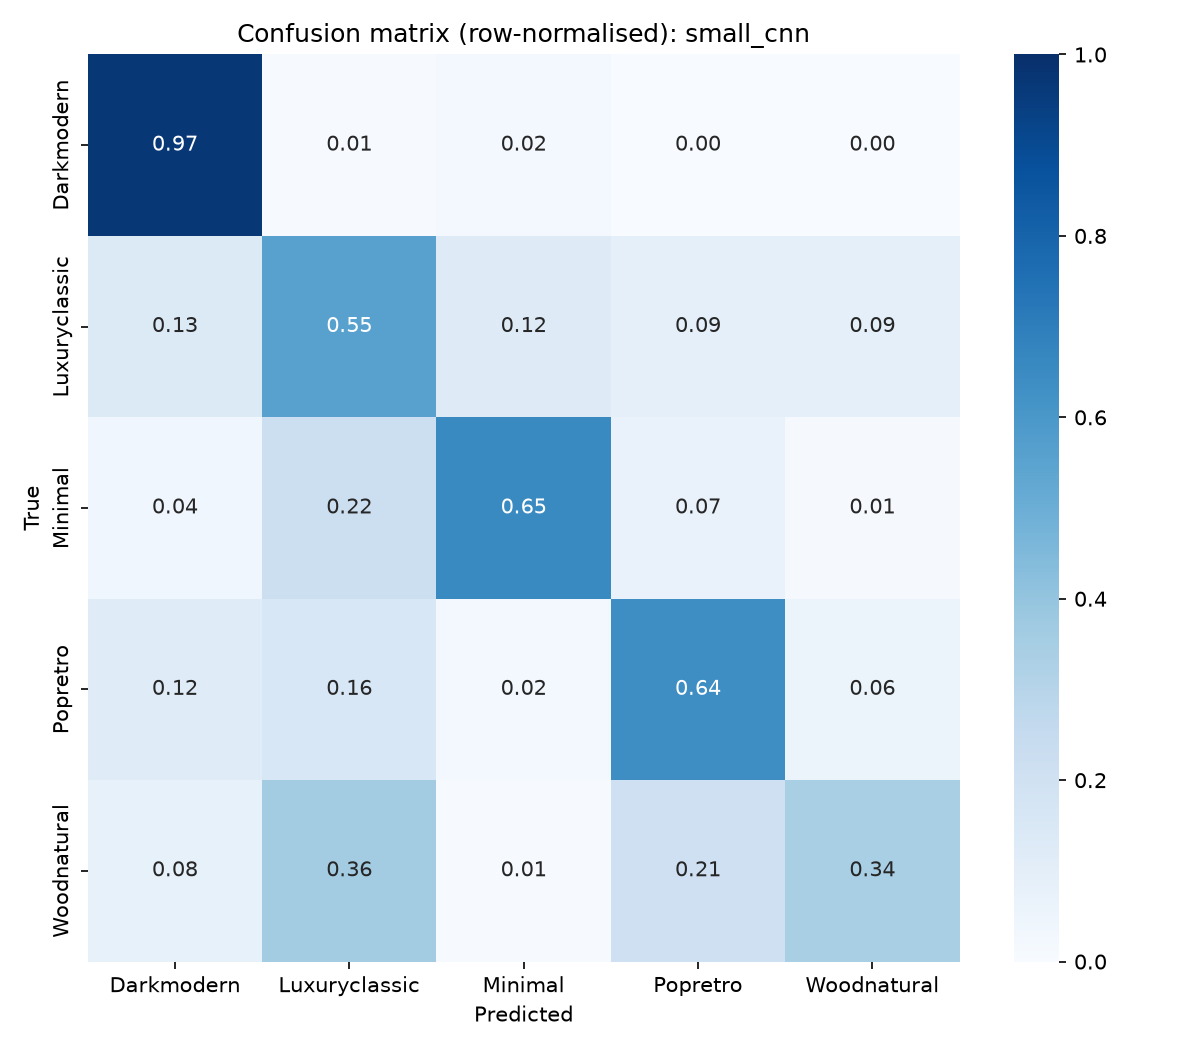 Confusion matrix (row-normalised): small_cnn
True
Darkmodern 0.97 0.01 0.02 0.00 0.00
Luxuryclassic 0.13 0.55 0.12 0.09 0.09
Minimal 0.04 0.22 0.65 0.07 0.01
Popretro 0.12 0.16 0.02 0.64 0.06
Woodnatural 0.08 0.36 0.01 0.21 0.34
Darkmodern Luxuryclassic Minimal Popretro Woodnatural
Predicted
1.0
0.8
0.6
0.4
0.2
0.0